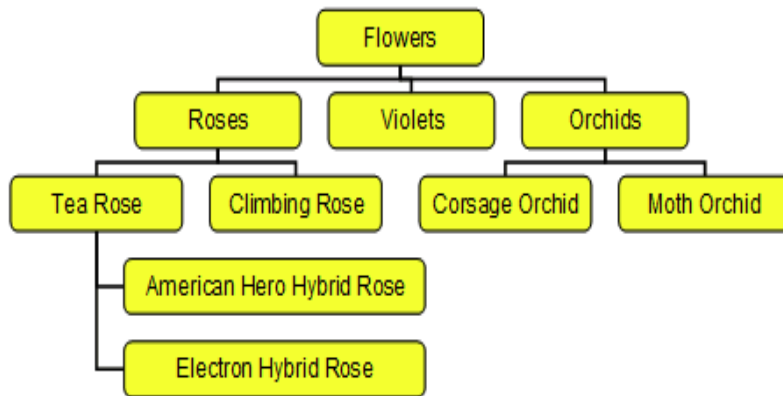 Flowers
Roses
Violets
Orchids
Tea Rose
Climbing Rose
Corsage Orchid
Moth Orchid
American Hero Hybrid Rose
Electron Hybrid Rose